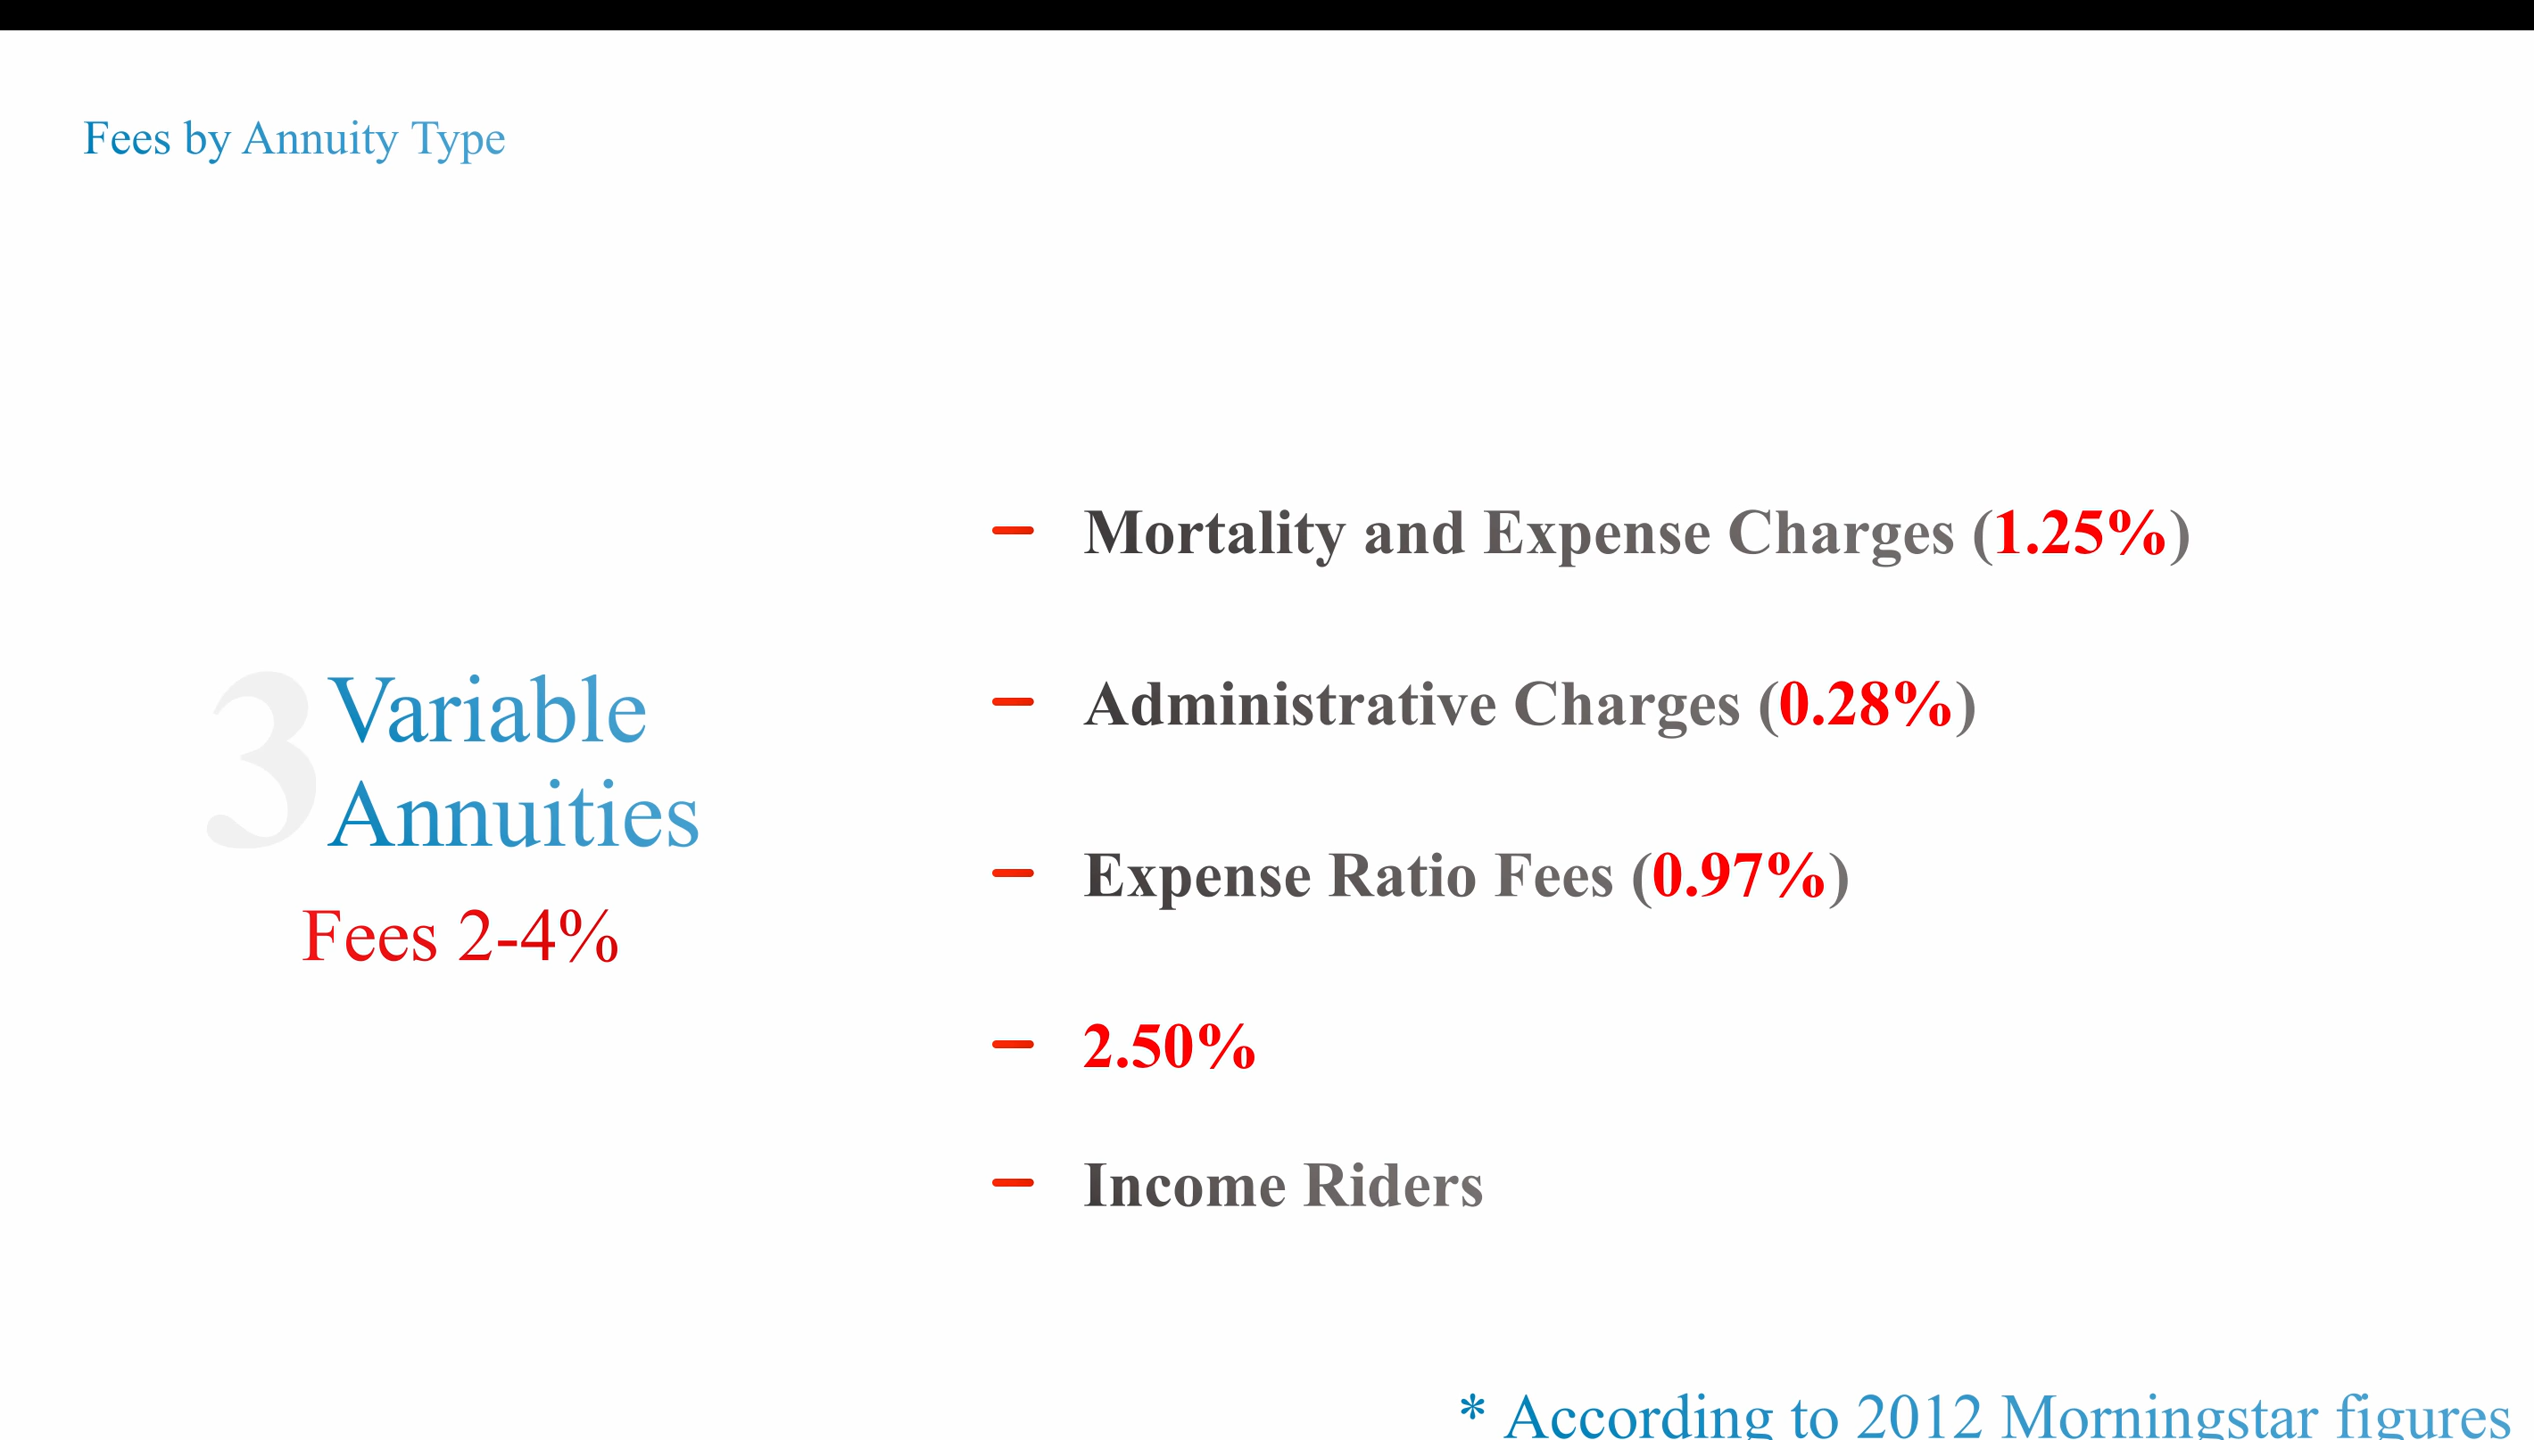 Fees by Annuity Type
3
Variable
Annuities
Fees 2-4%
– Mortality and Expense Charges (1.25%)
– Administrative Charges (0.28%)
– Expense Ratio Fees (0.97%)
– 2.50%
– Income Riders
* According to 2012 Morningstar figures